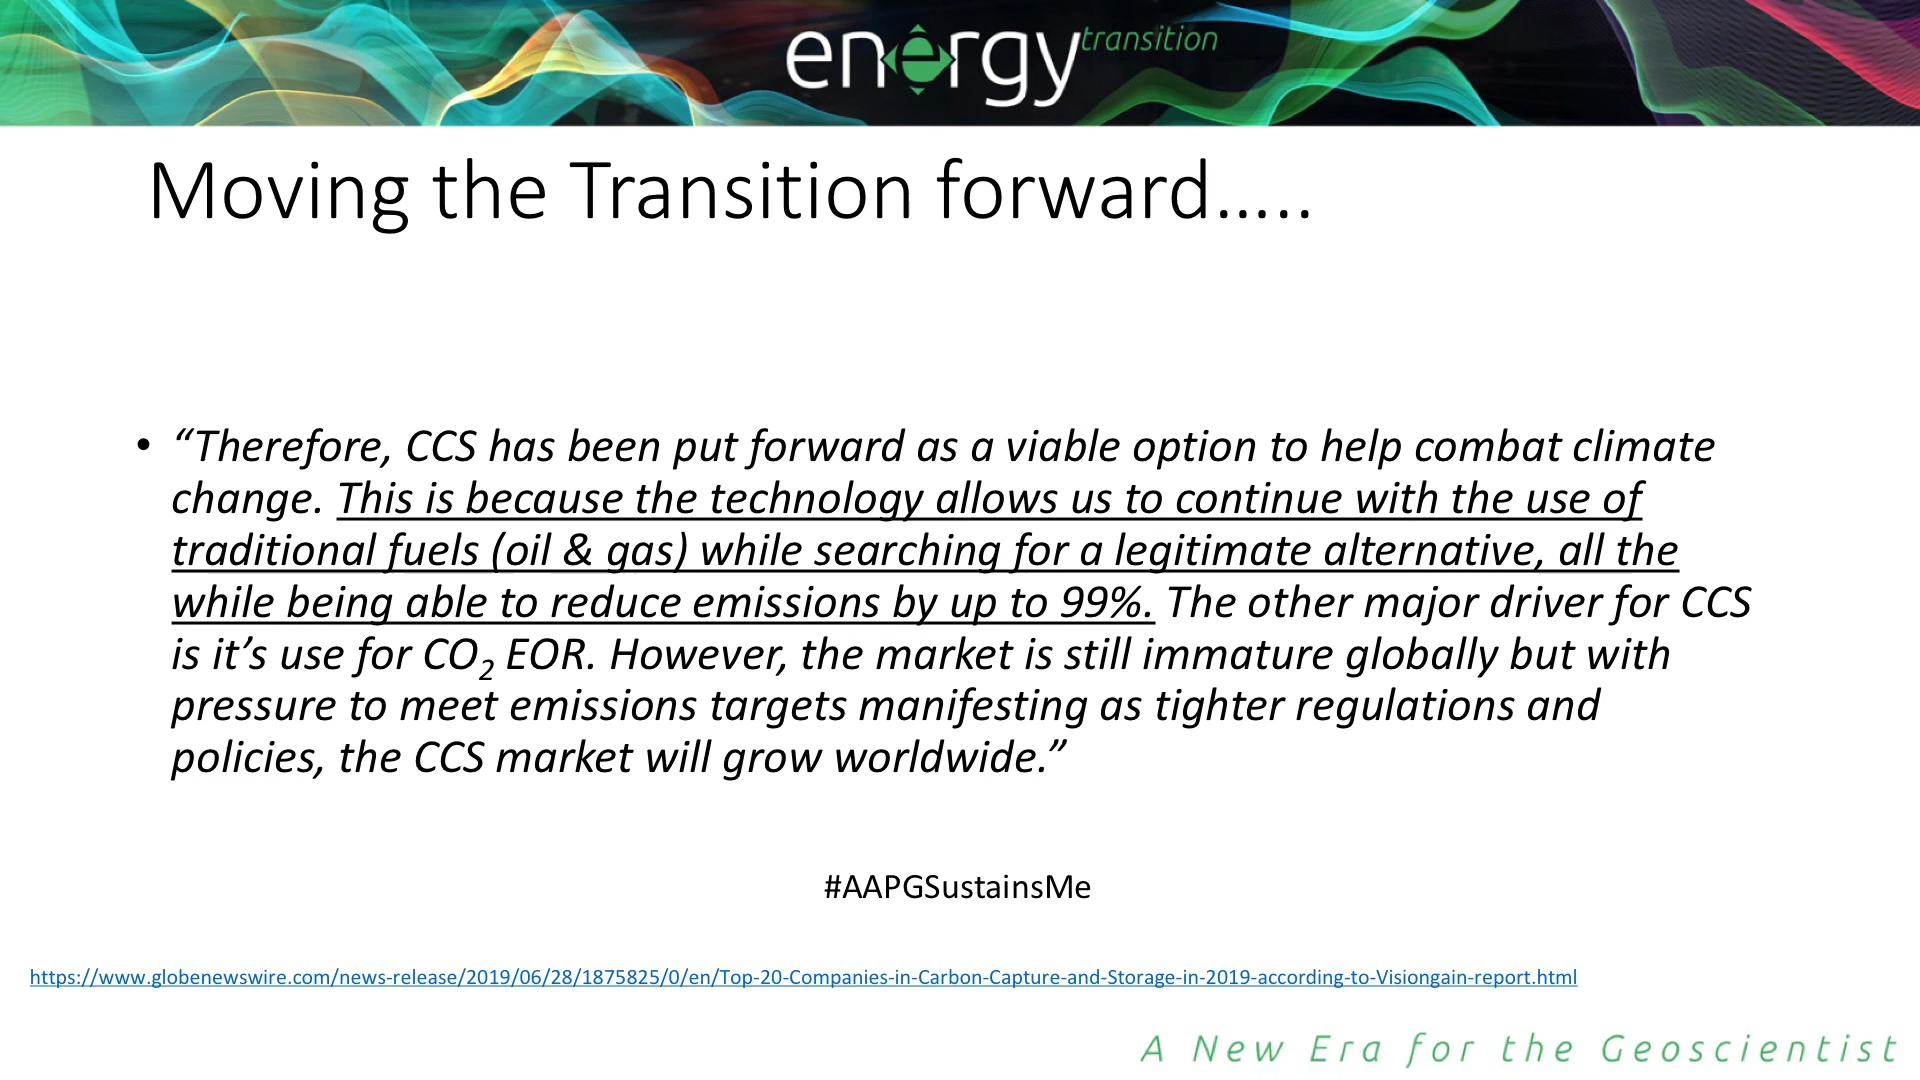 energy transition
Moving the Transition forward…..
• “Therefore, CCS has been put forward as a viable option to help combat climate
change. This is because the technology allows us to continue with the use of
traditional fuels (oil & gas) while searching for a legitimate alternative, all the
while being able to reduce emissions by up to 99%. The other major driver for CCS
is it’s use for CO₂ EOR. However, the market is still immature globally but with
pressure to meet emissions targets manifesting as tighter regulations and
policies, the CCS market will grow worldwide.”
#AAPGSustainsMe
https://www.globenewswire.com/news-release/2019/06/28/1875825/0/en/Top-20-Companies-in-Carbon-Capture-and-Storage-in-2019-according-to-Visiongain-report.html
A New Era for the Geoscientist